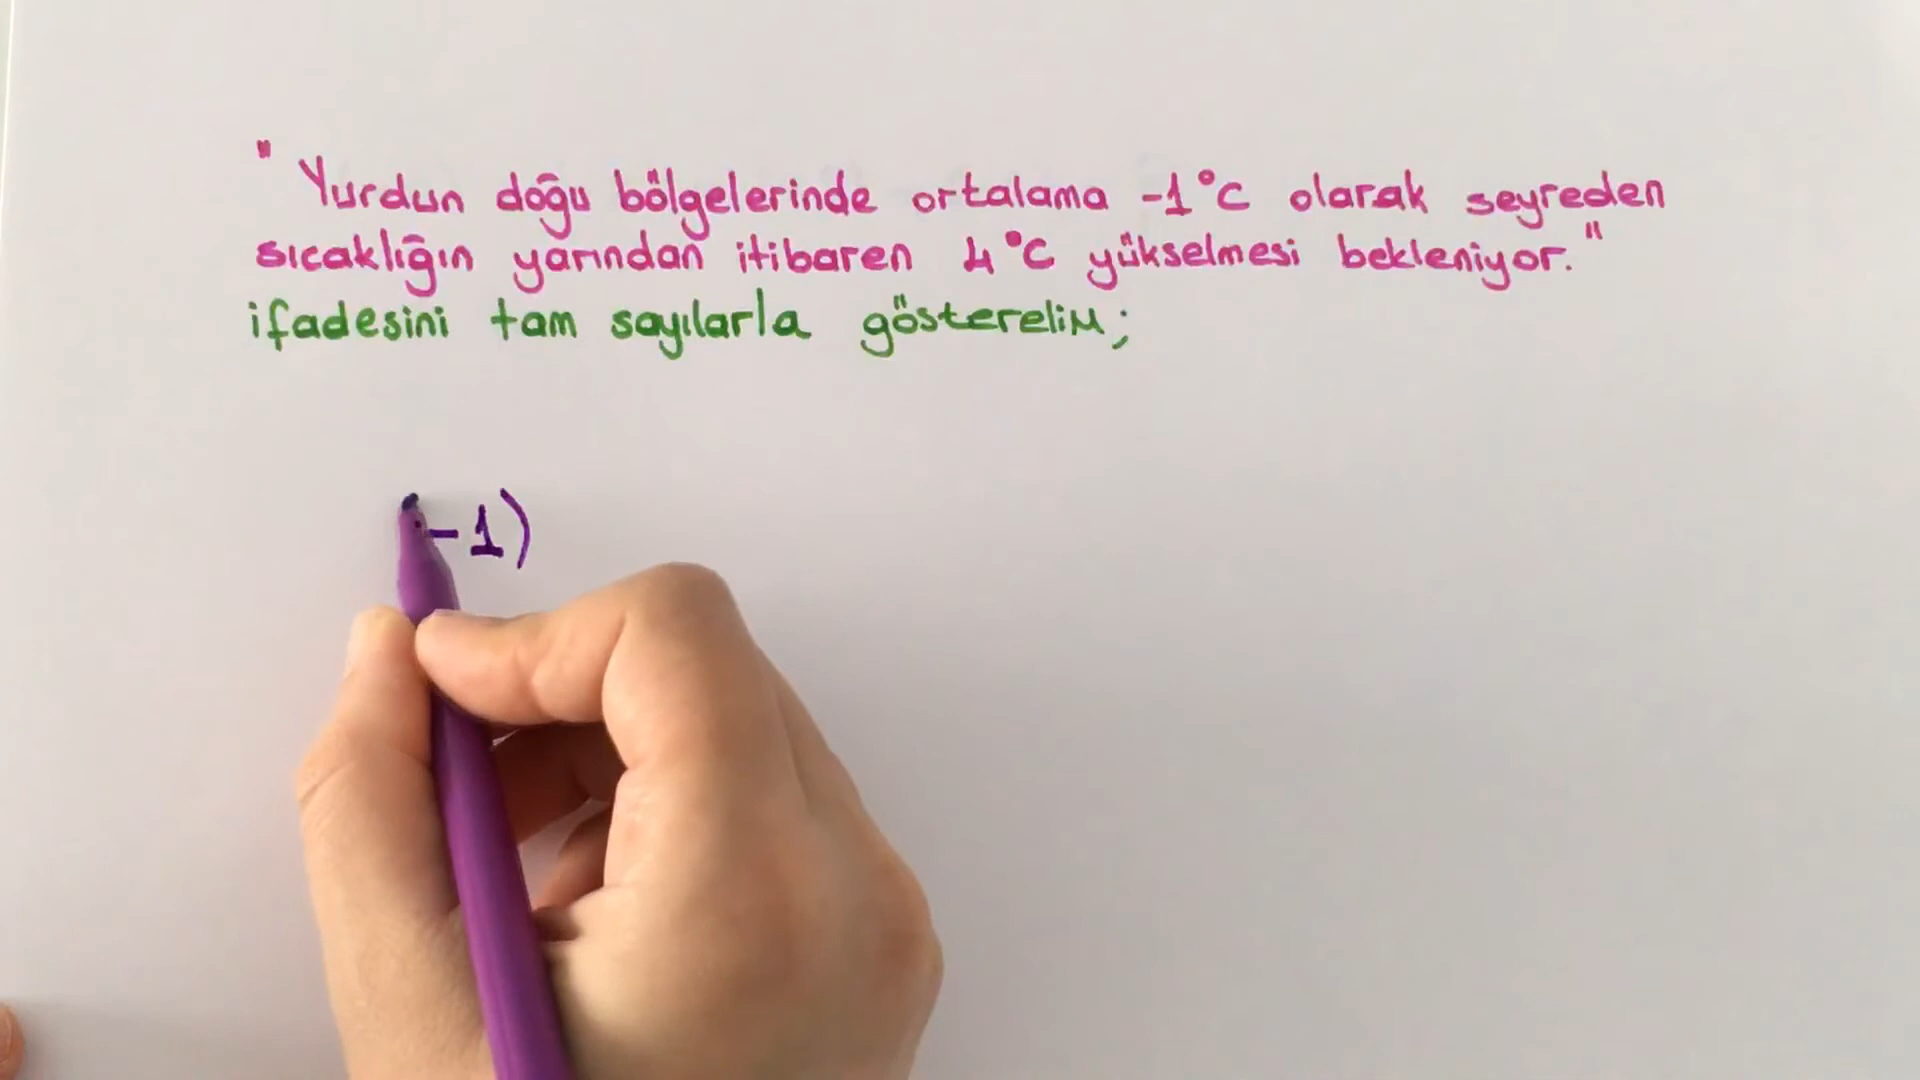 "Yurdun doğu bölgelerinde ortalama -1°C olarak seyreden
sıcaklığın yarından itibaren 4°C yükselmesi bekleniyor."
ifadesini tam sayılarla gösterelim;
-1)